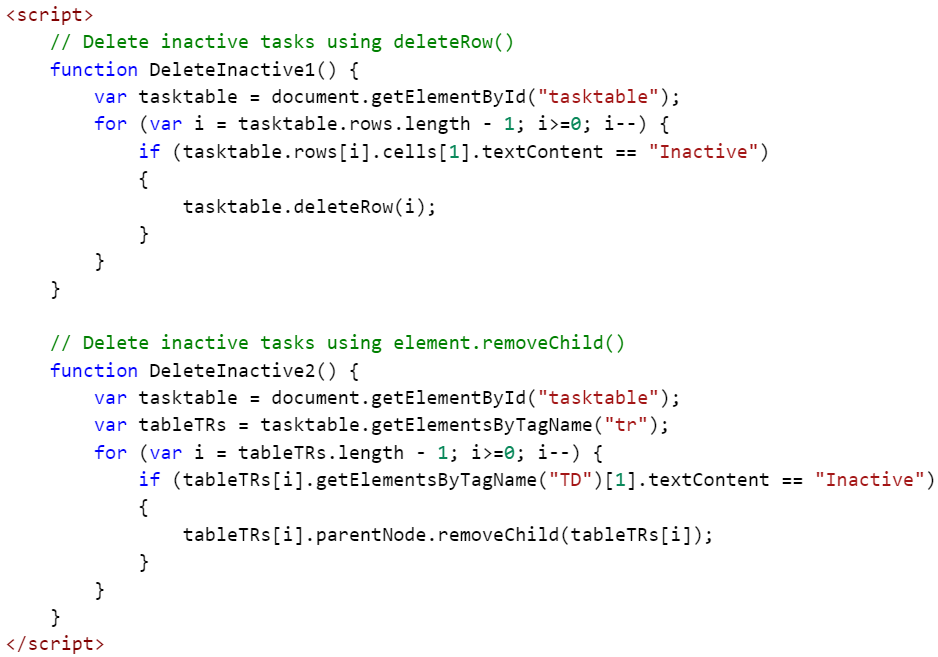 <script>
    // Delete inactive tasks using deleteRow()
    function DeleteInactive1() {
        var tasktable = document.getElementById("tasktable");
        for (var i = tasktable.rows.length - 1; i>=0; i--) {
            if (tasktable.rows[i].cells[1].textContent == "Inactive")
            {
                tasktable.deleteRow(i);
            }
        }
    }

    // Delete inactive tasks using element.removeChild()
    function DeleteInactive2() {
        var tasktable = document.getElementById("tasktable");
        var tableTRs = tasktable.getElementsByTagName("tr");
        for (var i = tableTRs.length - 1; i>=0; i--) {
            if (tableTRs[i].getElementsByTagName("TD")[1].textContent == "Inactive")
            {
                tableTRs[i].parentNode.removeChild(tableTRs[i]);
            }
        }
    }
</script>